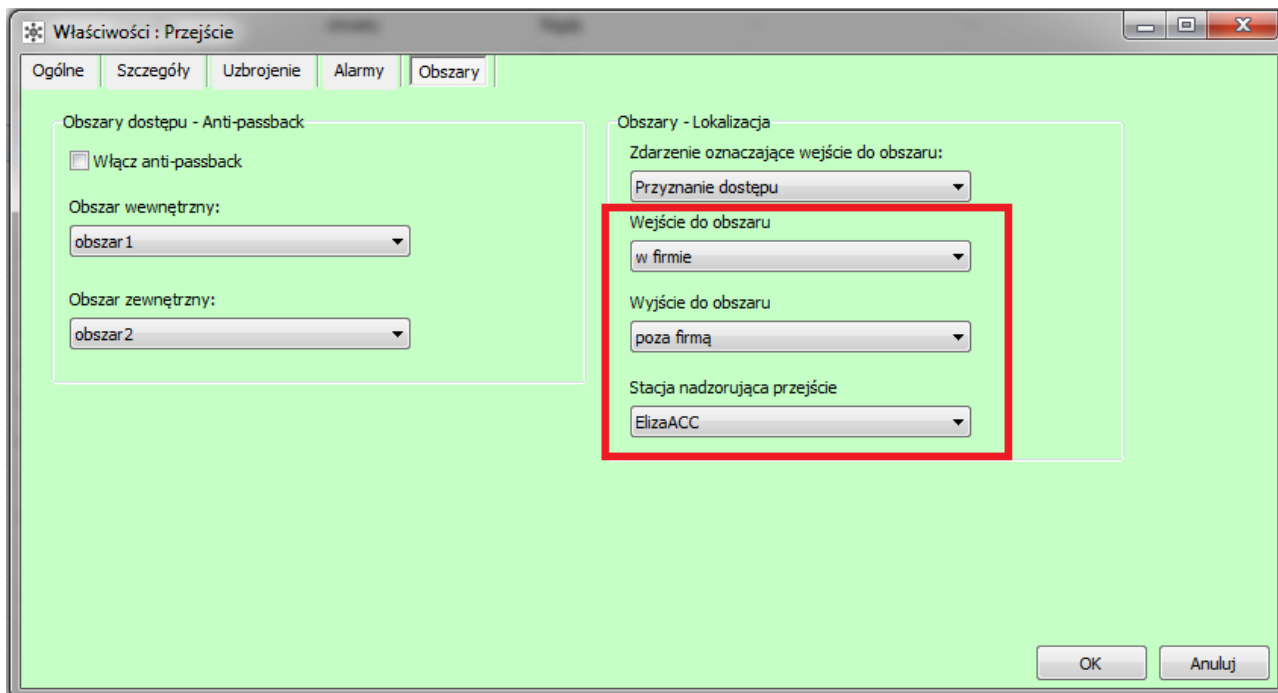 Właściwości : Przejście
Ogólne Szczegóły Uzbrojenie Alarmy Obszary
Obszary dostępu - Anti-passback
Włącz anti-passback
Obszar wewnętrzny:
obszar1
Obszar zewnętrzny:
obszar2
Obszary - Lokalizacja
Zdarzenie oznaczające wejście do obszaru:
Przyznanie dostępu
Wejście do obszaru
w firmie
Wyjście do obszaru
poza firmą
Stacja nadzorująca przejście
ElizaACC
OK Anuluj